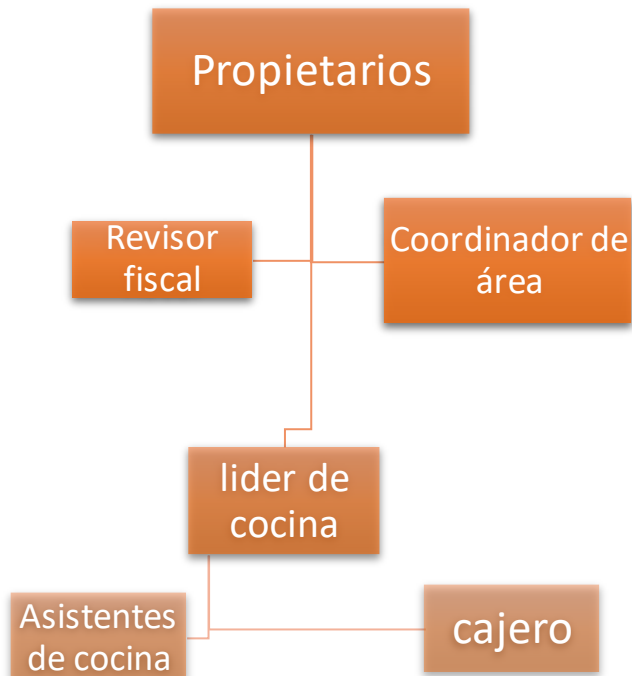 Propietarios
Revisor
fiscal
Coordinador de
área
lider de
cocina
Asistentes
de cocina
cajero